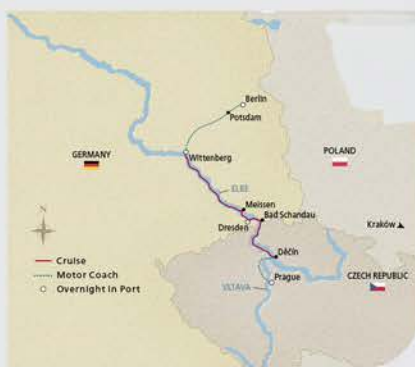 Berlin
Potsdam
GERMANY
Wittenberg
POLAND
ELBE
Meissen
Bad Schandau
Dresden
Kraków
N
Děčín
Cruise
Motor Coach
Overnight in Port
Prague
CZECH REPUBLIC
VLTAVA